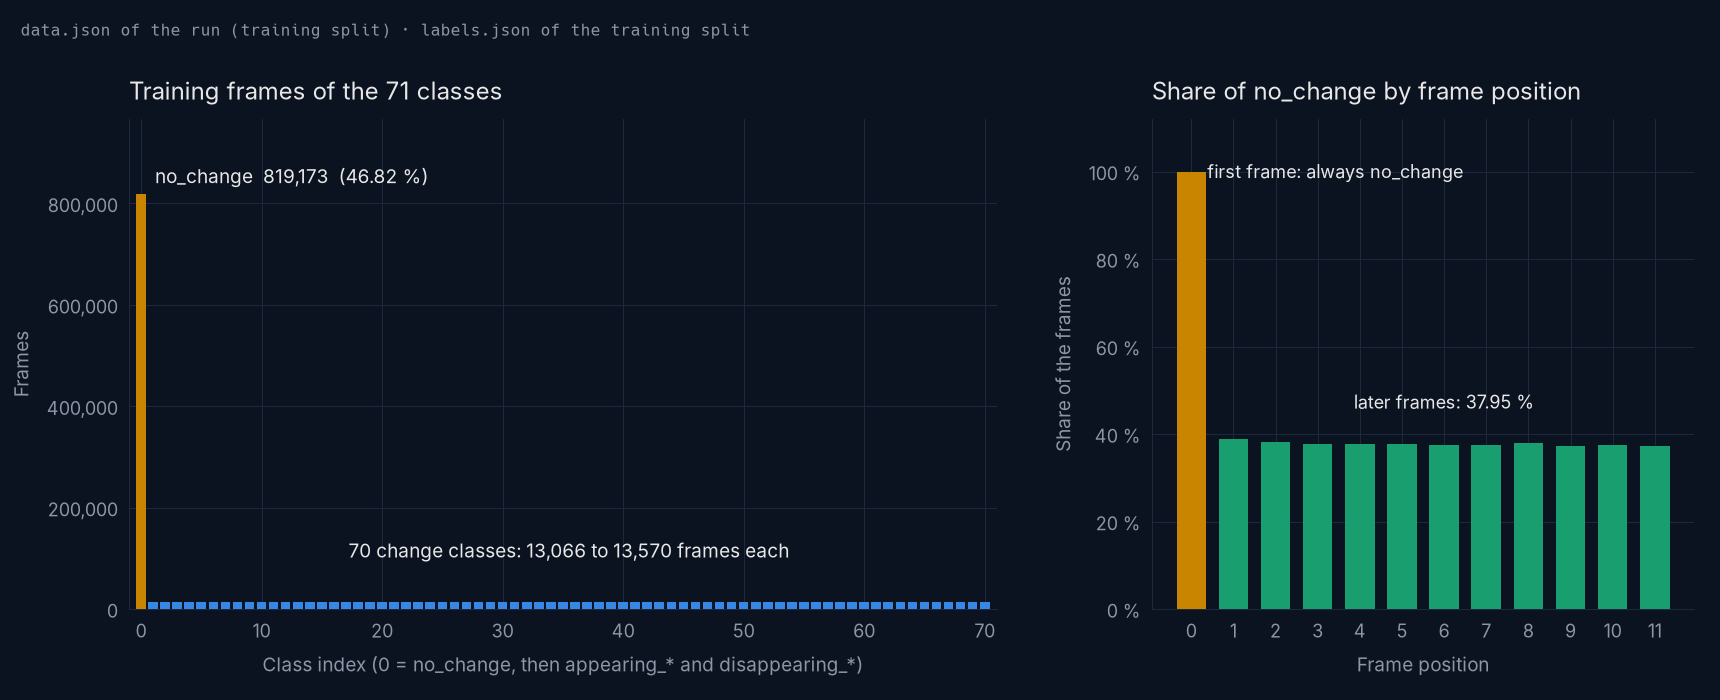 data.json of the run (training split) · labels.json of the training split
Training frames of the 71 classes
no_change 819,173 (46.82 %)
800,000
600,000
400,000
200,000
0
Frames
70 change classes: 13,066 to 13,570 frames each
0 10 20 30 40 50 60 70
Class index (0 = no_change, then appearing_* and disappearing_*)
Share of no_change by frame position
100 %
80 %
60 %
40 %
20 %
0 %
Share of the frames
first frame: always no_change
later frames: 37.95 %
0 1 2 3 4 5 6 7 8 9 10 11
Frame position